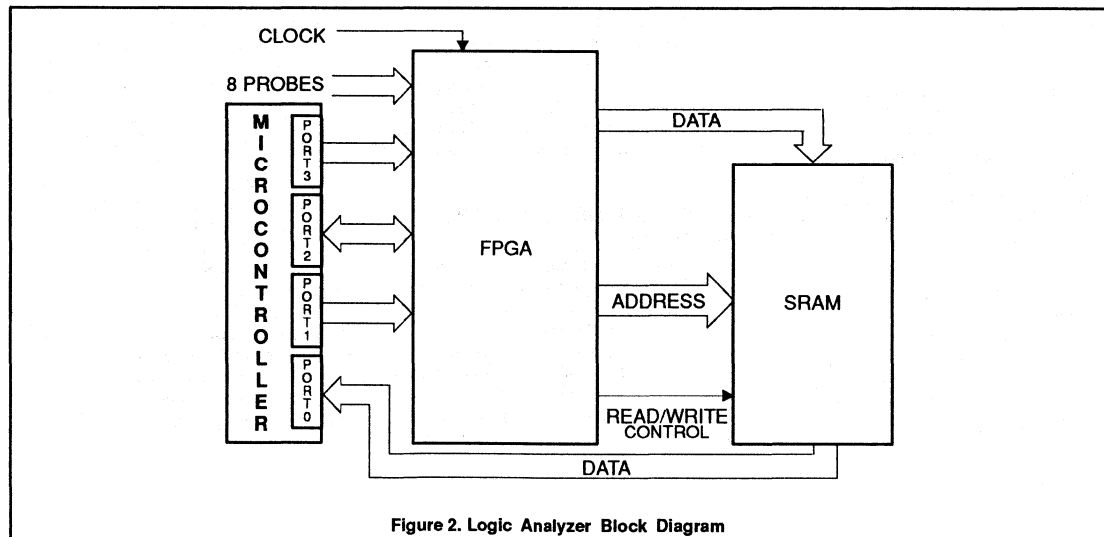 CLOCK
8 PROBES
MICROCONTROLLER
PORT3
PORT2
PORT1
PORT0
FPGA
DATA
ADDRESS
SRAM
READ/WRITE
CONTROL
DATA
Figure 2. Logic Analyzer Block Diagram